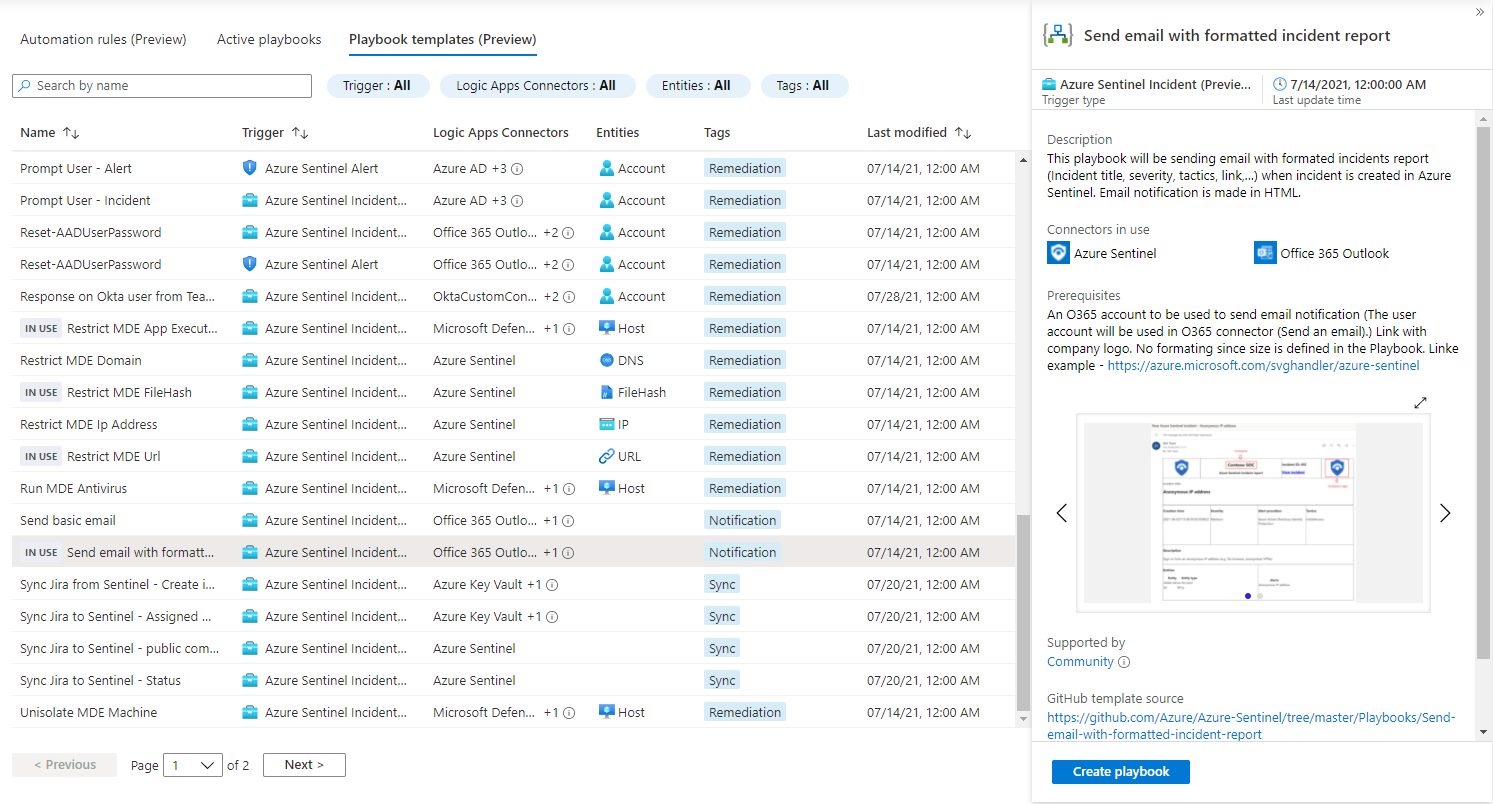 Automation rules (Preview) Active playbooks Playbook templates (Preview)
Search by name Trigger : All Logic Apps Connectors : All Entities : All Tags : All
Name Trigger Logic Apps Connectors Entities Tags Last modified
Prompt User - Alert Azure Sentinel Alert Azure AD +3 Account Remediation 07/14/21, 12:00 AM
Prompt User - Incident Azure Sentinel Incident... Azure AD +3 Account Remediation 07/14/21, 12:00 AM
Reset-AADUserPassword Azure Sentinel Incident... Office 365 Outlo... +2 Account Remediation 07/14/21, 12:00 AM
Reset-AADUserPassword Azure Sentinel Alert Office 365 Outlo... +2 Account Remediation 07/14/21, 12:00 AM
Response on Okta user from Tea... Azure Sentinel Incident... OktaCustomCon... +2 Account Remediation 07/28/21, 12:00 AM
IN USE Restrict MDE App Execut... Azure Sentinel Incident... Microsoft Defen... +1 Host Remediation 07/14/21, 12:00 AM
Restrict MDE Domain Azure Sentinel Incident... Azure Sentinel DNS Remediation 07/14/21, 12:00 AM
IN USE Restrict MDE FileHash Azure Sentinel Incident... Azure Sentinel FileHash Remediation 07/14/21, 12:00 AM
Restrict MDE Ip Address Azure Sentinel Incident... Azure Sentinel IP Remediation 07/14/21, 12:00 AM
IN USE Restrict MDE Url Azure Sentinel Incident... Azure Sentinel URL Remediation 07/14/21, 12:00 AM
Run MDE Antivirus Azure Sentinel Incident... Microsoft Defen... +1 Host Remediation 07/14/21, 12:00 AM
Send basic email Azure Sentinel Incident... Office 365 Outlo... +1 Notification 07/14/21, 12:00 AM
IN USE Send email with formatt... Azure Sentinel Incident... Office 365 Outlo... +1 Notification 07/14/21, 12:00 AM
Sync Jira from Sentinel - Create i... Azure Sentinel Incident... Azure Key Vault +1 Sync 07/20/21, 12:00 AM
Sync Jira to Sentinel - Assigned ... Azure Sentinel Incident... Azure Key Vault +1 Sync 07/20/21, 12:00 AM
Sync Jira to Sentinel - public com... Azure Sentinel Incident... Azure Sentinel Sync 07/20/21, 12:00 AM
Sync Jira to Sentinel - Status Azure Sentinel Incident... Azure Sentinel Sync 07/20/21, 12:00 AM
Unisolate MDE Machine Azure Sentinel Incident... Microsoft Defen... +1 Host Remediation 07/14/21, 12:00 AM
< Previous Page 1 of 2 Next >
Send email with formatted incident report
Azure Sentinel Incident (Previe... 7/14/2021, 12:00:00 AM
Trigger type Last update time
Description
This playbook will be sending email with formated incidents report
(Incident title, severity, tactics, link,...) when incident is created in Azure
Sentinel. Email notification is made in HTML.
Connectors in use
Azure Sentinel Office 365 Outlook
Prerequisites
An O365 account to be used to send email notification (The user
account will be used in O365 connector (Send an email).) Link with
company logo. No formating since size is defined in the Playbook. Linke
example - https://azure.microsoft.com/svghandler/azure-sentinel
Contoso SOC
Anonymous IP address
Description
Entities
Supported by
Community
GitHub template source
https://github.com/Azure/Azure-Sentinel/tree/master/Playbooks/Send-
email-with-formatted-incident-report
Create playbook